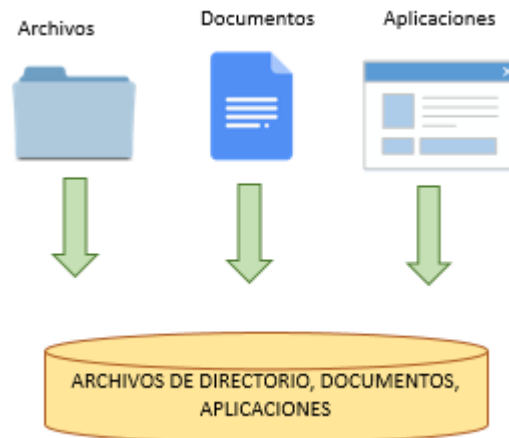 Archivos
Documentos
Aplicaciones
ARCHIVOS DE DIRECTORIO, DOCUMENTOS,
APLICACIONES